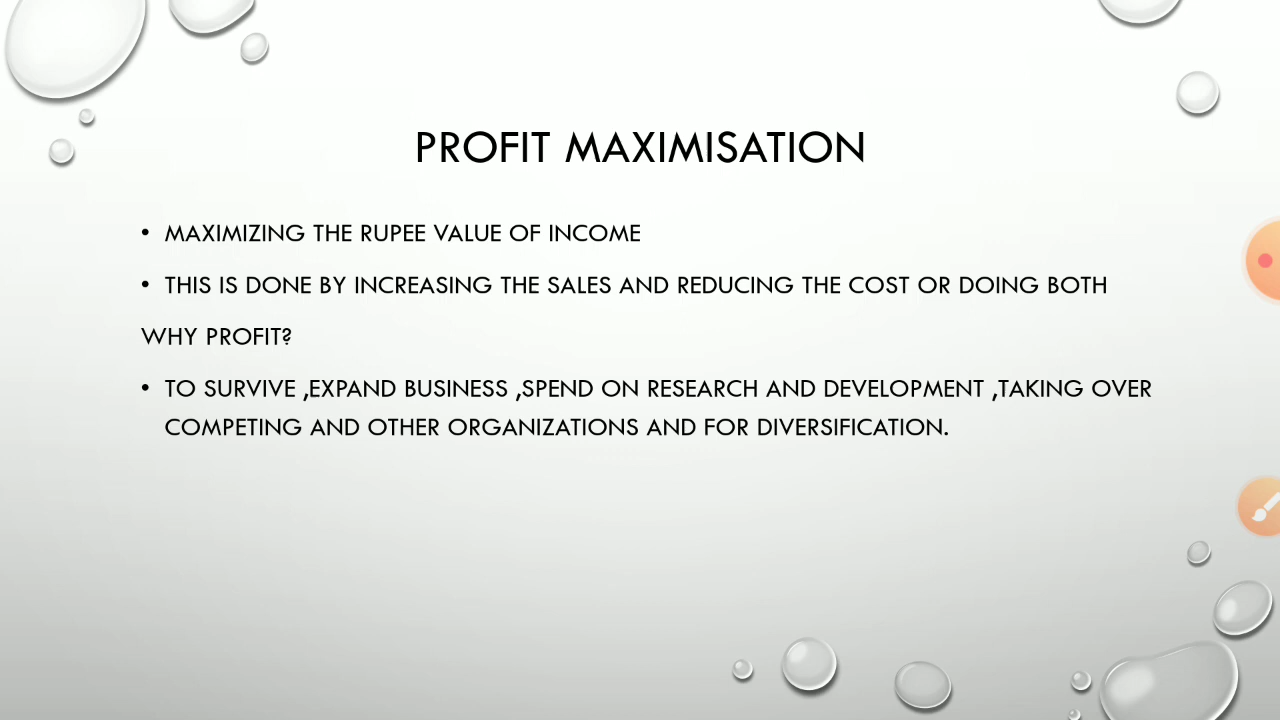 PROFIT MAXIMISATION
• MAXIMIZING THE RUPEE VALUE OF INCOME
• THIS IS DONE BY INCREASING THE SALES AND REDUCING THE COST OR DOING BOTH
WHY PROFIT?
• TO SURVIVE ,EXPAND BUSINESS ,SPEND ON RESEARCH AND DEVELOPMENT ,TAKING OVER
COMPETING AND OTHER ORGANIZATIONS AND FOR DIVERSIFICATION.